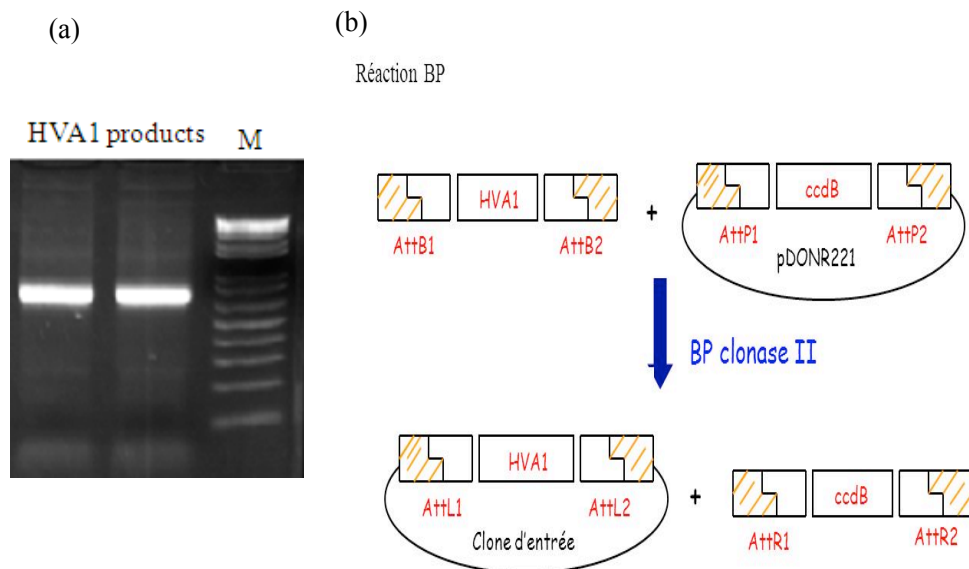 (a)
HVA1 products M
(b)
Réaction BP
HVA1
AttB1
AttB2
+
ccdB
AttP1
AttP2
pDONR221
BP clonase II
HVA1
AttL1
AttL2
Clone d'entrée
+
ccdB
AttR1
AttR2